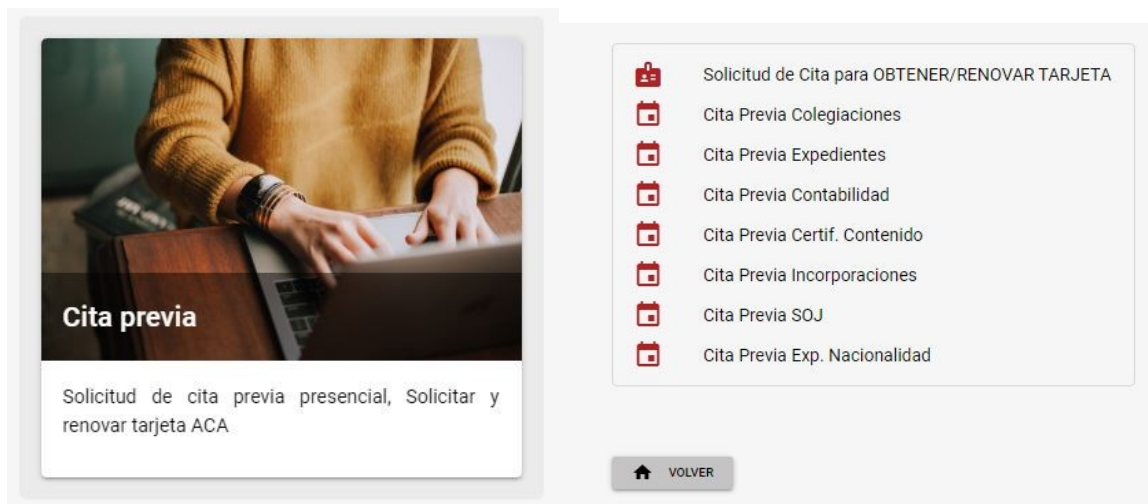 Cita previa
Solicitud de cita previa presencial, Solicitar y
renovar tarjeta ACA
Solicitud de Cita para OBTENER/RENOVAR TARJETA
Cita Previa Colegiaciones
Cita Previa Expedientes
Cita Previa Contabilidad
Cita Previa Certif. Contenido
Cita Previa Incorporaciones
Cita Previa SOJ
Cita Previa Exp. Nacionalidad
VOLVER